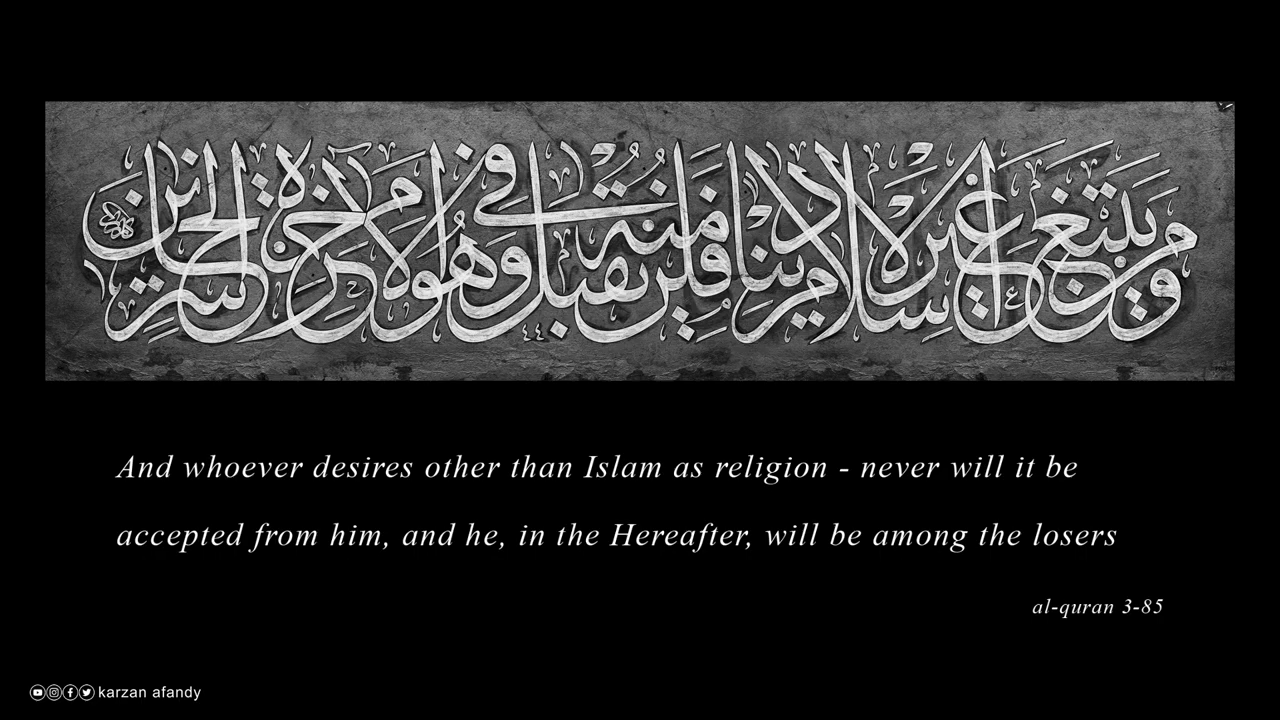 ومن يبتغ غير الإسلام دينا فلن يقبل منه وهو في الآخرة من الخاسرين
And whoever desires other than Islam as religion - never will it be
accepted from him, and he, in the Hereafter, will be among the losers
al-quran 3-85
karzan afandy